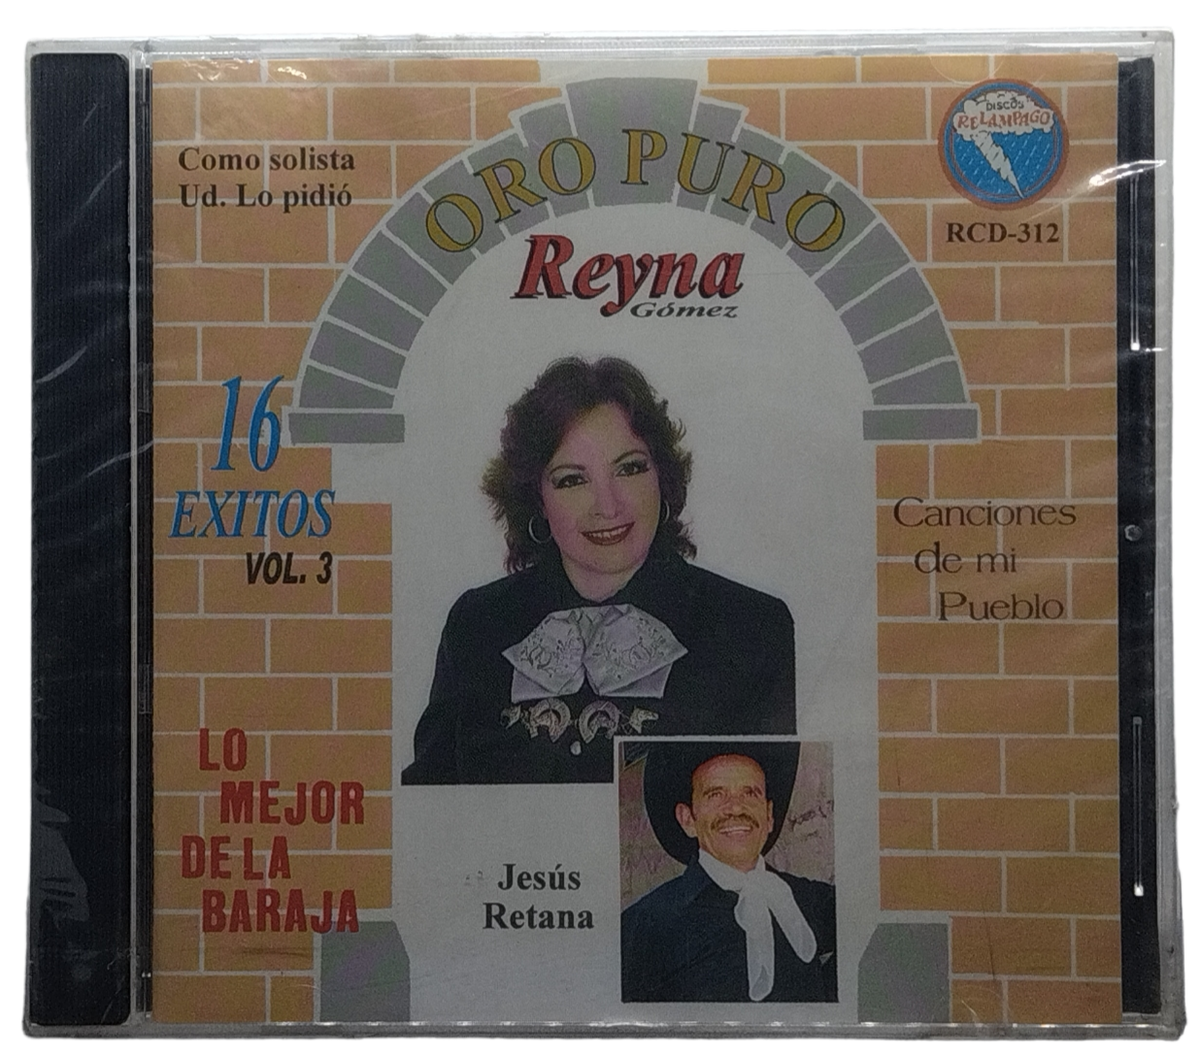 Como solista
Ud. Lo pidió
ORO PURO
Reyna
Gómez
DISCOS
RELAMPAGO
RCD-312
16
EXITOS
VOL. 3
Canciones
de mi
Pueblo
LO
MEJOR
DE LA
BARAJA
Jesús
Retana